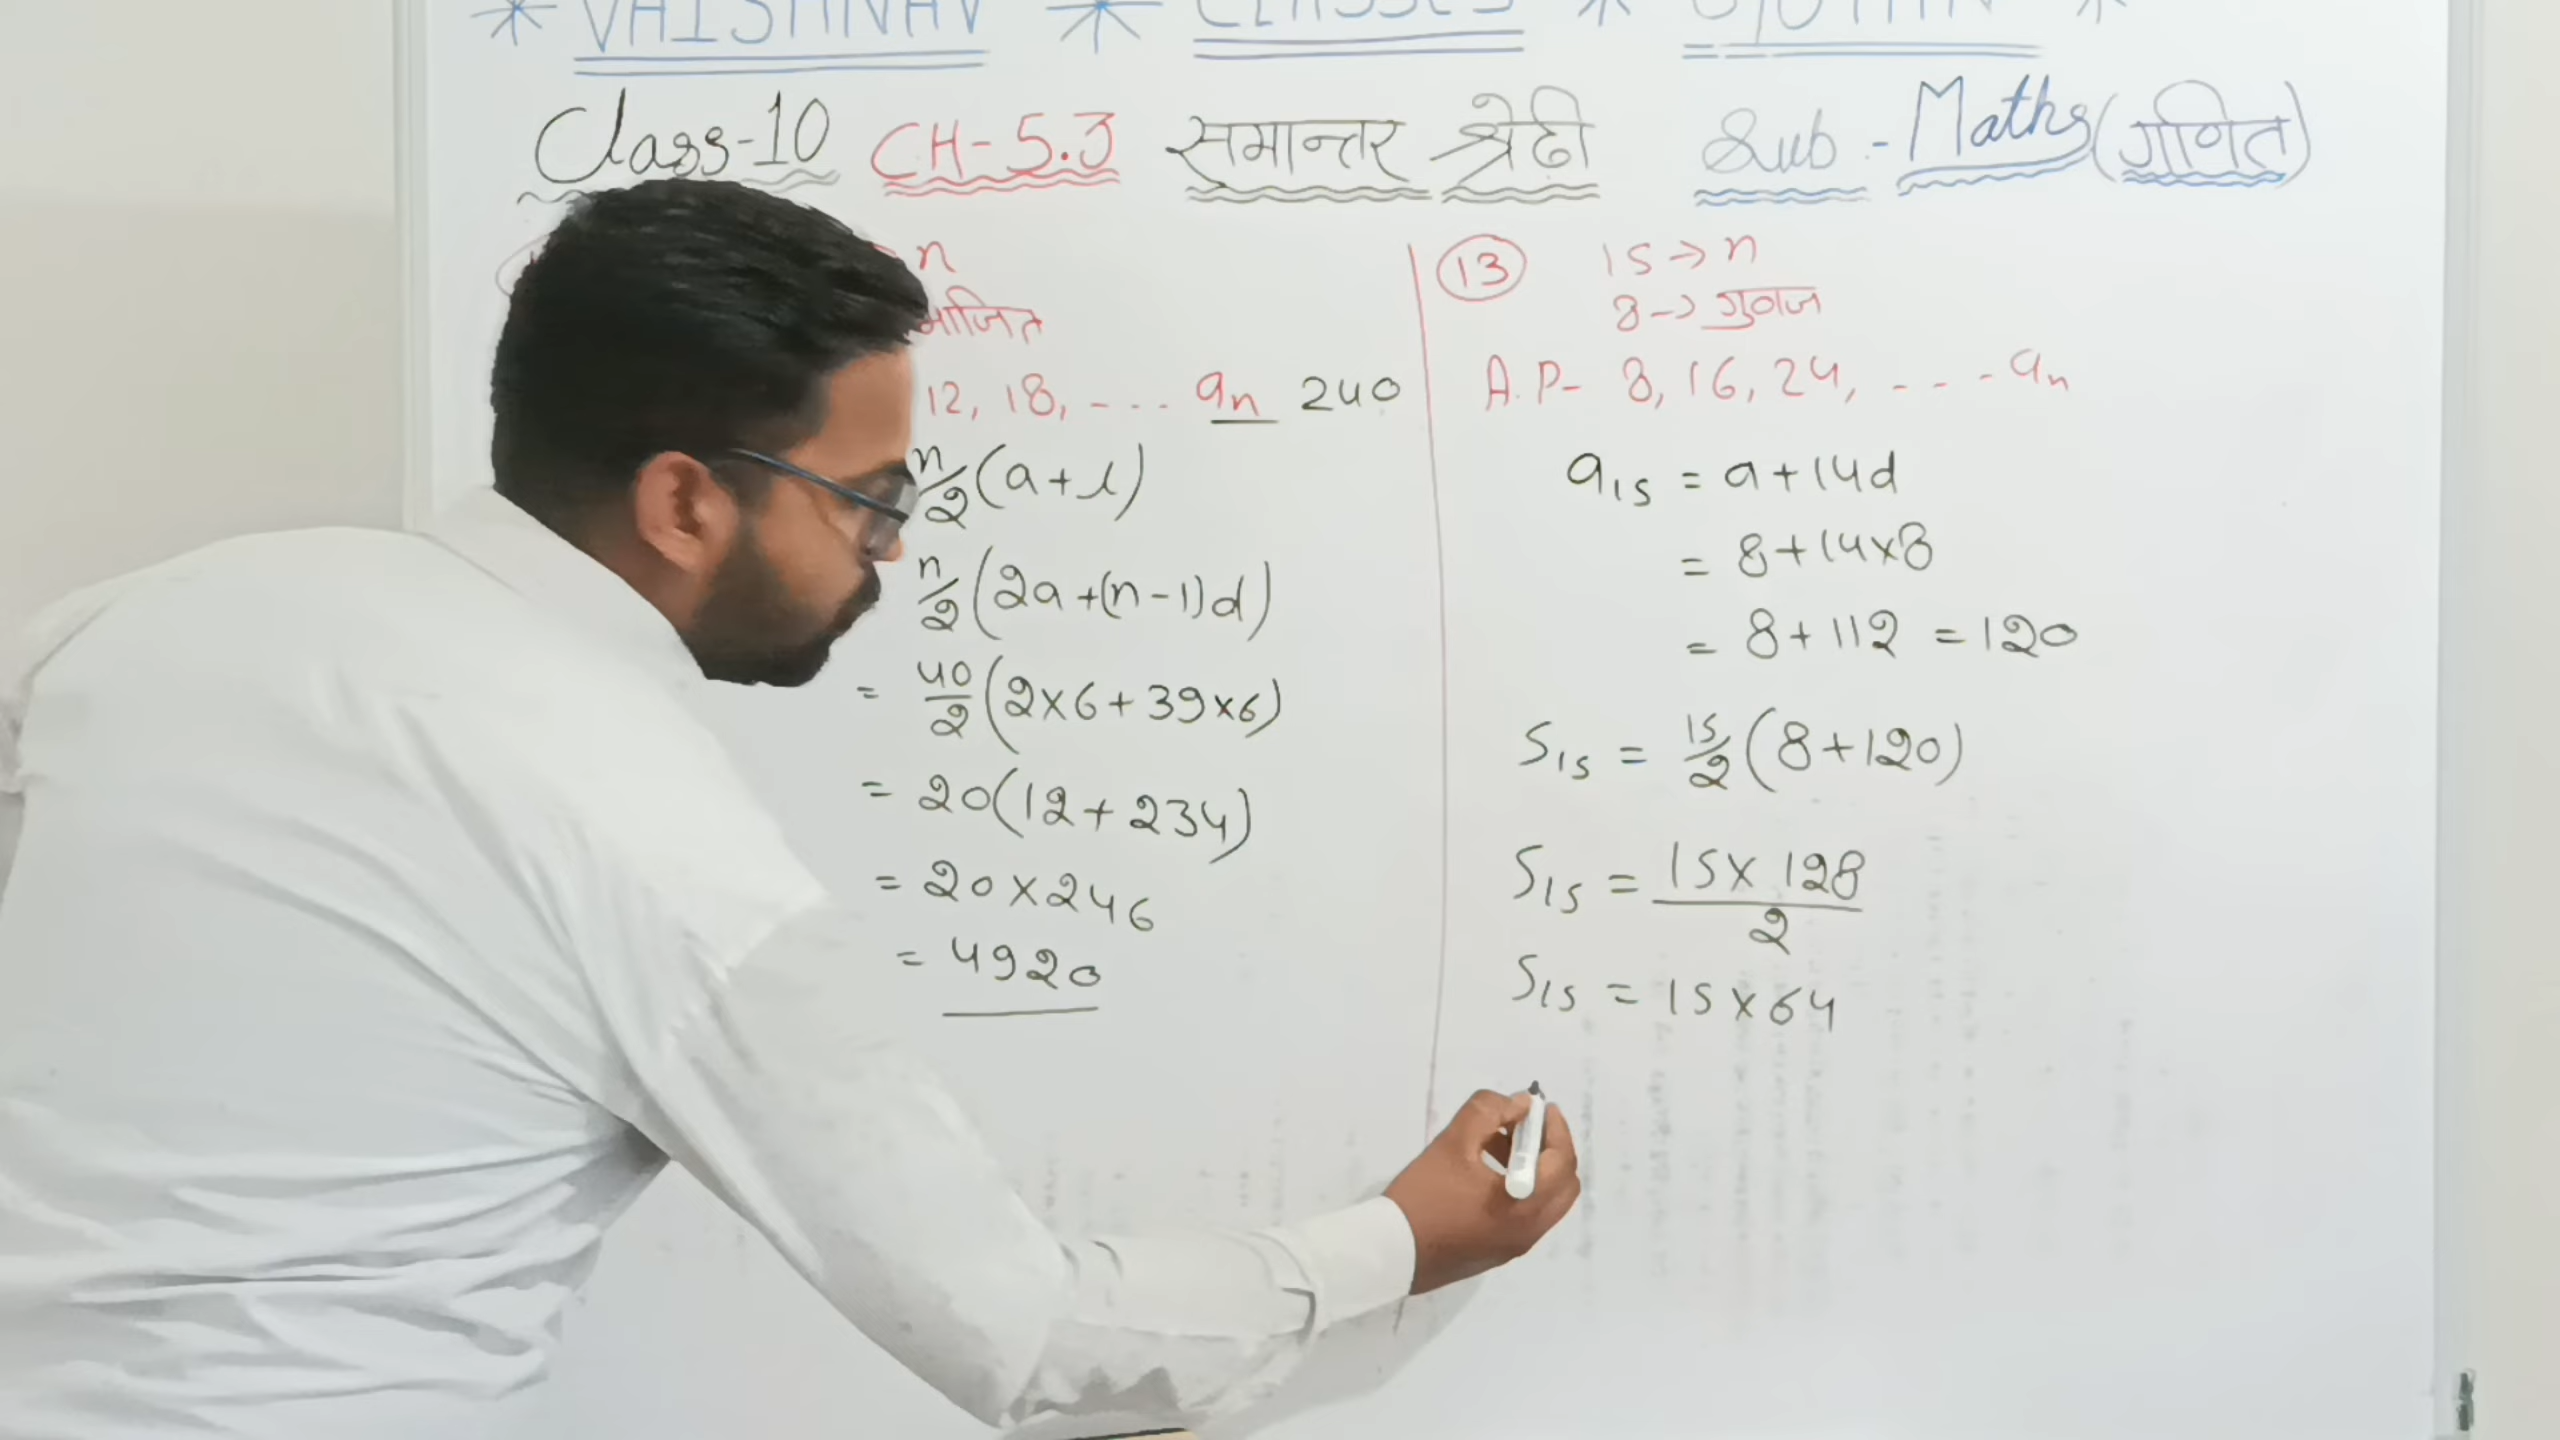 * VAISHNAV * CLASSES *
Class-10 CH-5.3 समान्तर श्रेढी Sub.- Maths (गणित)
n
भाजित
12, 18, --- an 240
n/2 (a+l)
n/2 (2a+(n-1)d)
= 40/2 (2×6+39×6)
= 20(12+234)
= 20×246
= 4920
13 15→n
8→ गुणज
A.P- 8, 16, 24, --- an
a15 = a+14d
= 8+14×8
= 8+112 = 120
S15 = 15/2 (8+120)
S15 = 15×128/2
S15 = 15×64